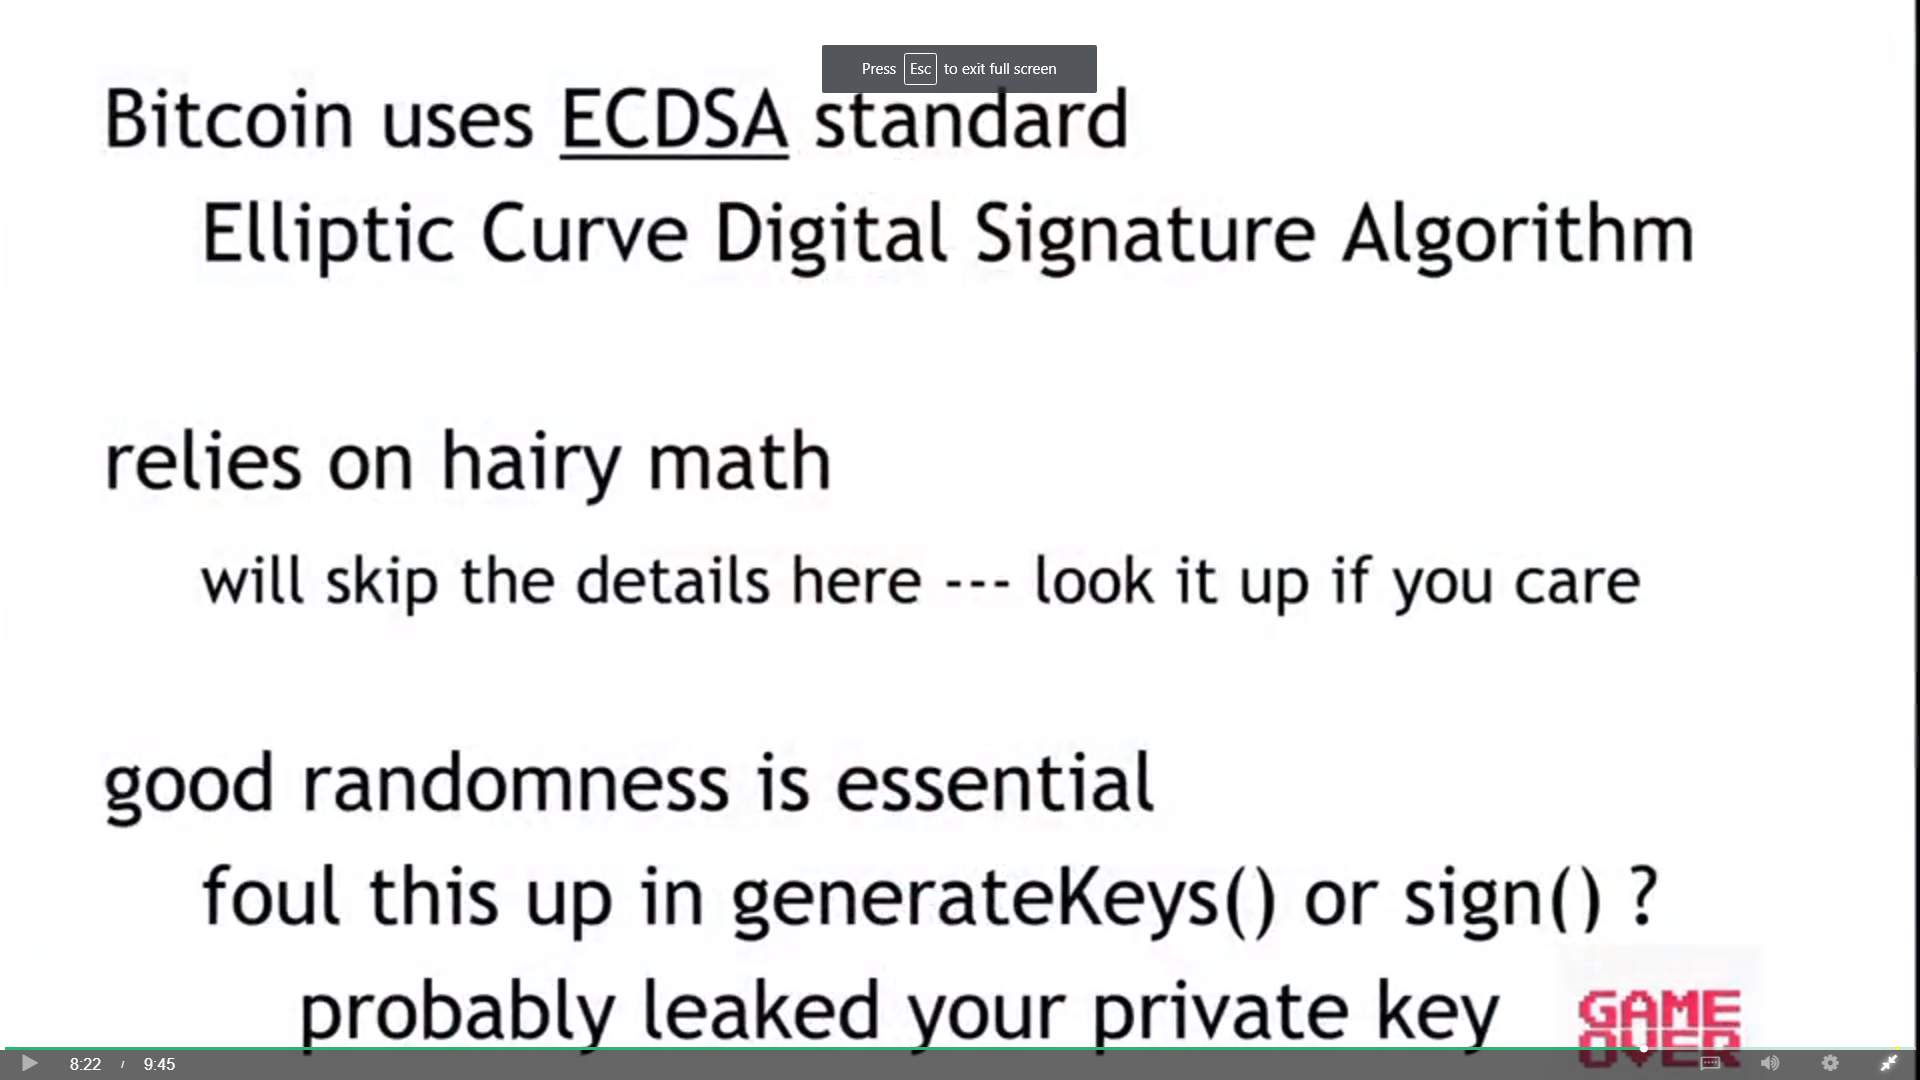 Press Esc to exit full screen
Bitcoin uses ECDSA standard
Elliptic Curve Digital Signature Algorithm
relies on hairy math
will skip the details here --- look it up if you care
good randomness is essential
foul this up in generateKeys() or sign() ?
probably leaked your private key
GAME
OVER
8:22 / 9:45